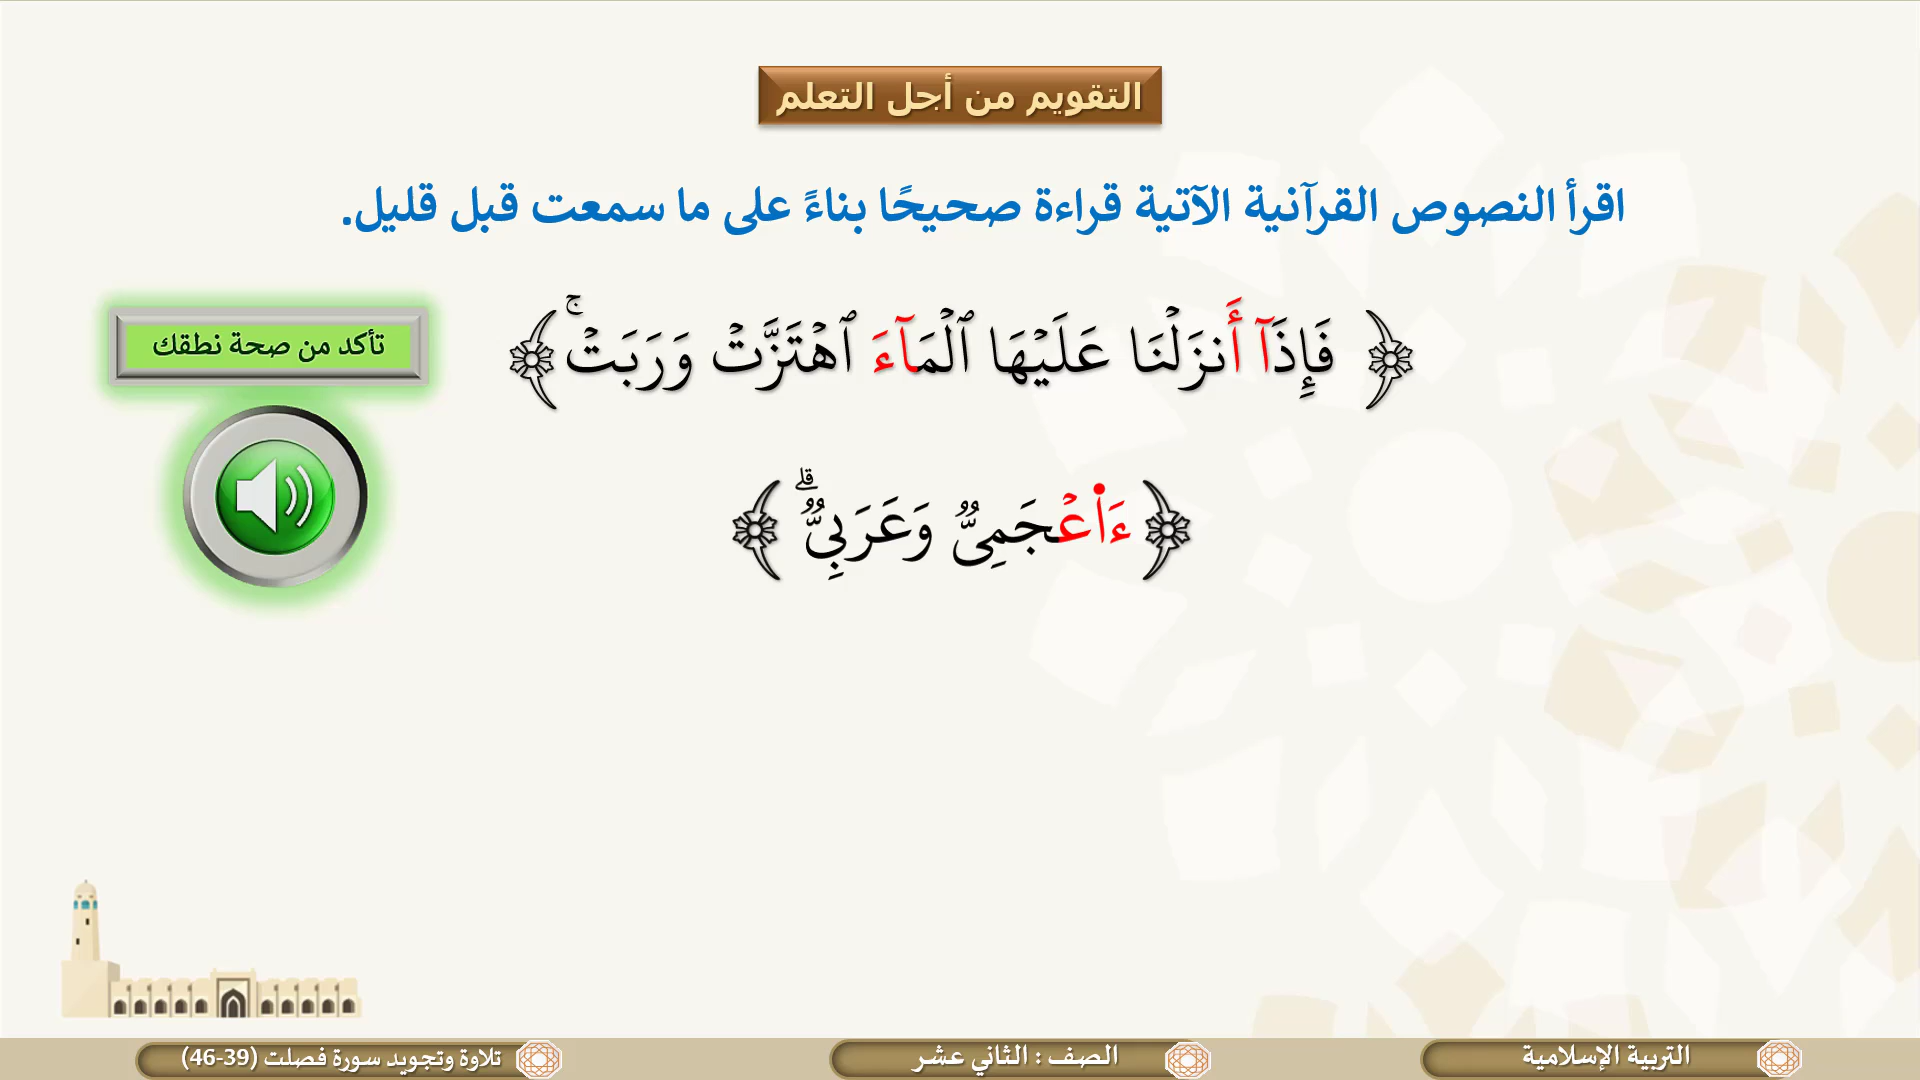 التقويم من أجل التعلم
اقرأ النصوص القرآنية الآتية قراءة صحيحًا بناءً على ما سمعت قبل قليل.
﴿ فَإِذَآ أَنزَلۡنَا عَلَيۡهَا ٱلۡمَآءَ ٱهۡتَزَّتۡ وَرَبَتۡۚ ﴾
تأكد من صحة نطقك
﴿ ءَا۬عۡجَمِيّٞ وَعَرَبِيّٞۗ ﴾
التربية الإسلامية
الصف : الثاني عشر
تلاوة وتجويد سورة فصلت (39-46)